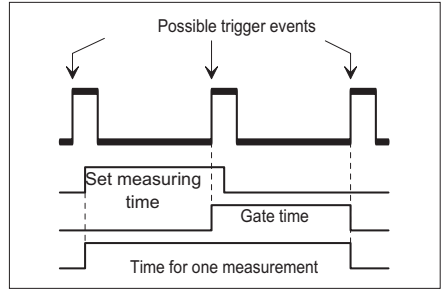 Possible trigger events
Set measuring
time
Gate time
Time for one measurement